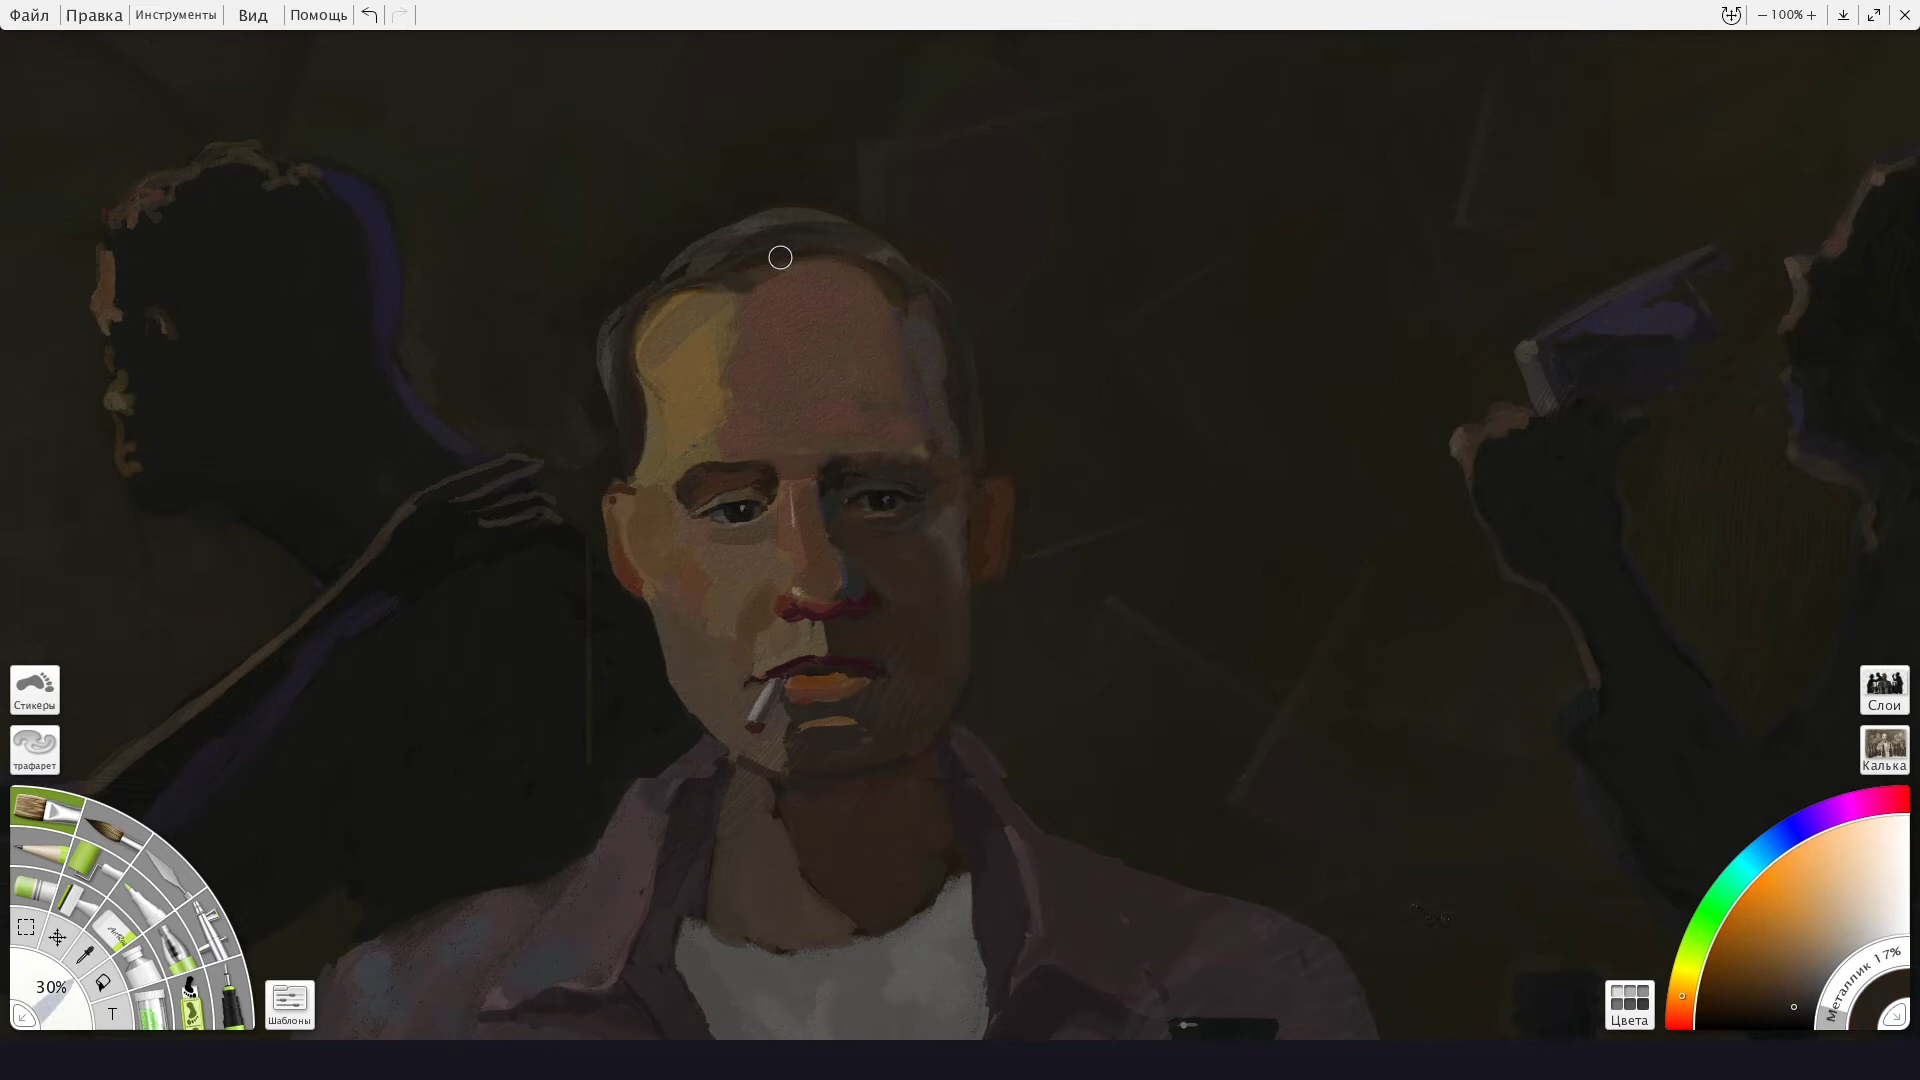 Файл Правка Инструменты Вид Помощь
100%
Стикеры
трафарет
30%
T
Шаблоны
Слои
Калька
Цвета
Металлик 17%